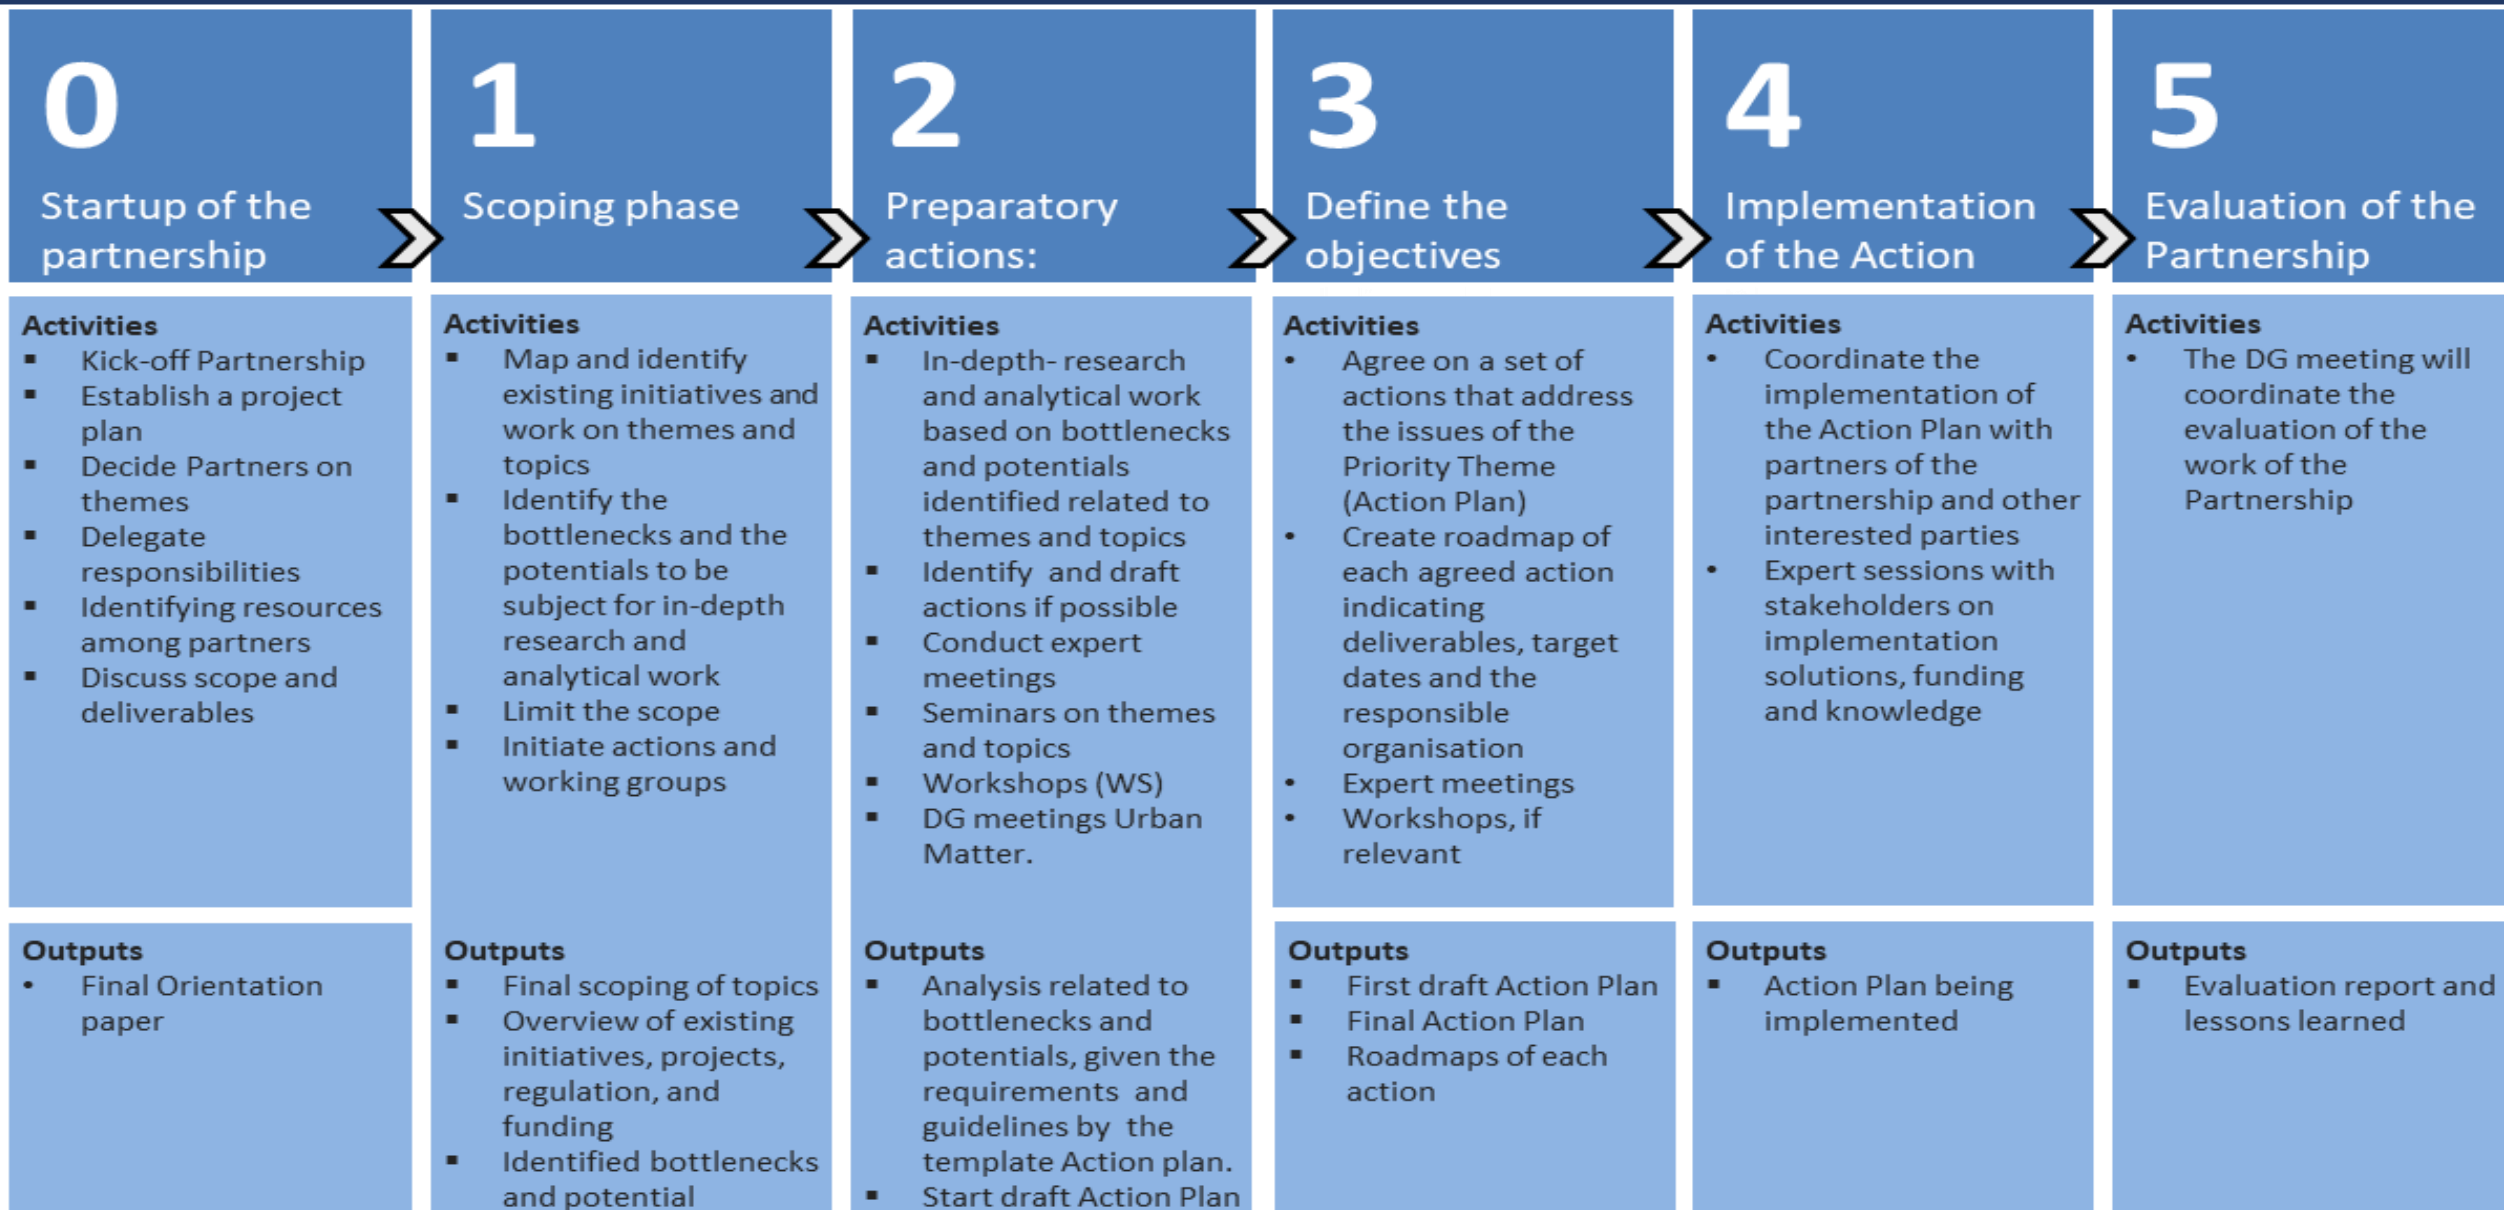 0
Startup of the
partnership
1
Scoping phase
2
Preparatory
actions:
3
Define the
objectives
4
Implementation
of the Action
5
Evaluation of the
Partnership
Activities
▪ Kick-off Partnership
▪ Establish a project
plan
▪ Decide Partners on
themes
▪ Delegate
responsibilities
▪ Identifying resources
among partners
▪ Discuss scope and
deliverables
Outputs
• Final Orientation
paper
Activities
▪ Map and identify
existing initiatives and
work on themes and
topics
▪ Identify the
bottlenecks and the
potentials to be
subject for in-depth
research and
analytical work
▪ Limit the scope
▪ Initiate actions and
working groups
Outputs
▪ Final scoping of topics
▪ Overview of existing
initiatives, projects,
regulation, and
funding
▪ Identified bottlenecks
and potential
Activities
▪ In-depth- research
and analytical work
based on bottlenecks
and potentials
identified related to
themes and topics
▪ Identify and draft
actions if possible
▪ Conduct expert
meetings
▪ Seminars on themes
and topics
▪ Workshops (WS)
▪ DG meetings Urban
Matter.
Outputs
▪ Analysis related to
bottlenecks and
potentials, given the
requirements and
guidelines by the
template Action plan.
▪ Start draft Action Plan
Activities
• Agree on a set of
actions that address
the issues of the
Priority Theme
(Action Plan)
• Create roadmap of
each agreed action
indicating
deliverables, target
dates and the
responsible
organisation
• Expert meetings
• Workshops, if
relevant
Outputs
▪ First draft Action Plan
▪ Final Action Plan
▪ Roadmaps of each
action
Activities
• Coordinate the
implementation of
the Action Plan with
partners of the
partnership and other
interested parties
• Expert sessions with
stakeholders on
implementation
solutions, funding
and knowledge
Outputs
▪ Action Plan being
implemented
Activities
• The DG meeting will
coordinate the
evaluation of the
work of the
Partnership
Outputs
▪ Evaluation report and
lessons learned